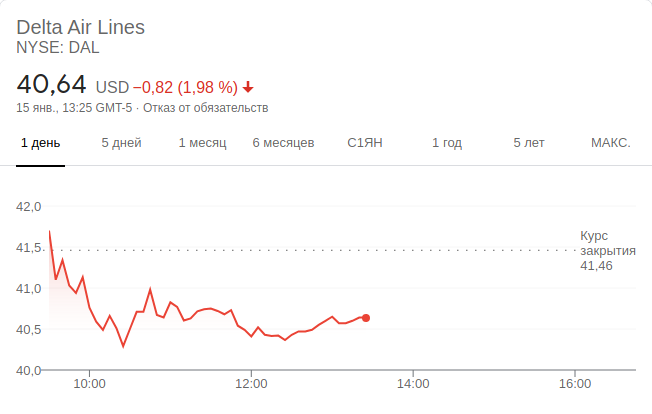 Delta Air Lines
NYSE: DAL
40,64 USD −0,82 (1,98 %)
15 янв., 13:25 GMT-5 · Отказ от обязательств
1 день 5 дней 1 месяц 6 месяцев С1ЯН 1 год 5 лет МАКС.
42,0
Курс
41,5 закрытия
41,46
41,0
40,5
40,0
10:00 12:00 14:00 16:00